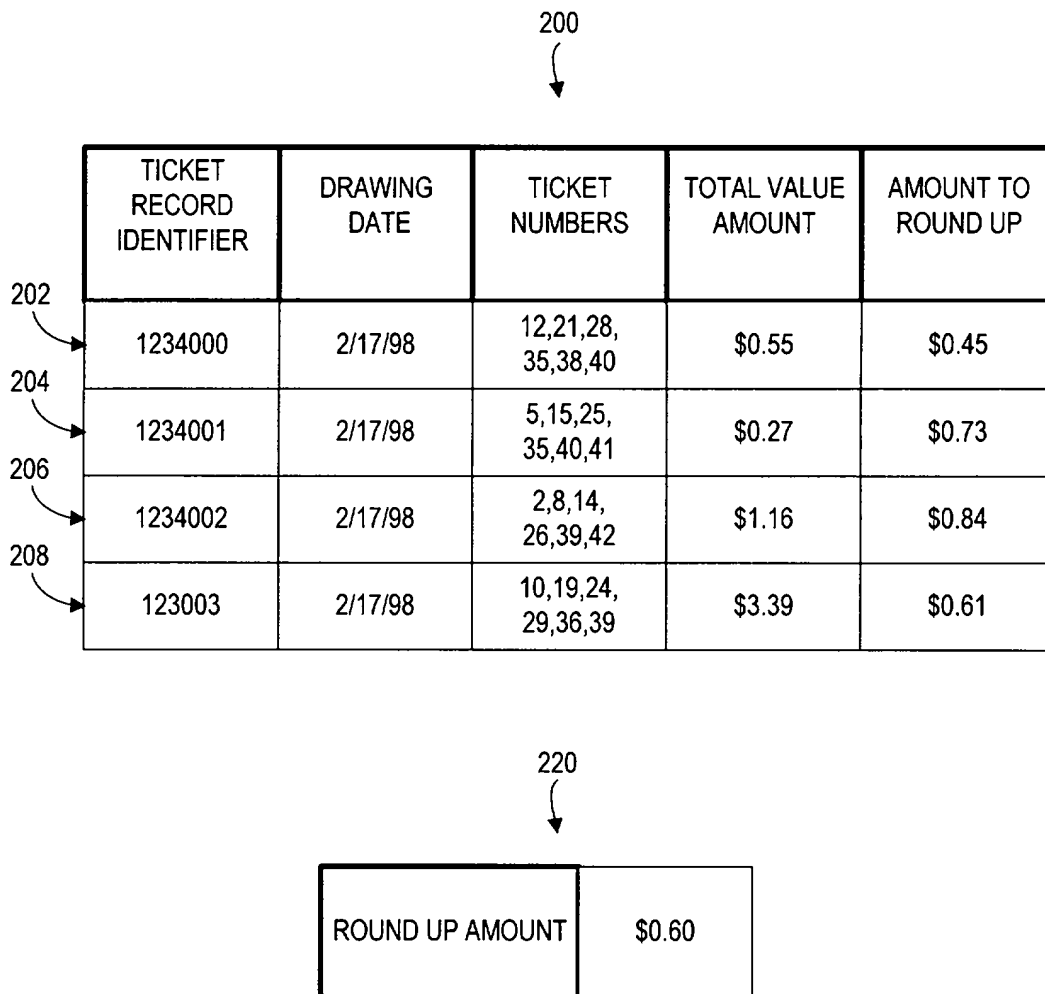 200
TICKET
RECORD
IDENTIFIER
DRAWING
DATE
TICKET
NUMBERS
TOTAL VALUE
AMOUNT
AMOUNT TO
ROUND UP
202
1234000
2/17/98
12,21,28,
35,38,40
$0.55
$0.45
204
1234001
2/17/98
5,15,25,
35,40,41
$0.27
$0.73
206
1234002
2/17/98
2,8,14,
26,39,42
$1.16
$0.84
208
123003
2/17/98
10,19,24,
29,36,39
$3.39
$0.61
220
ROUND UP AMOUNT
$0.60